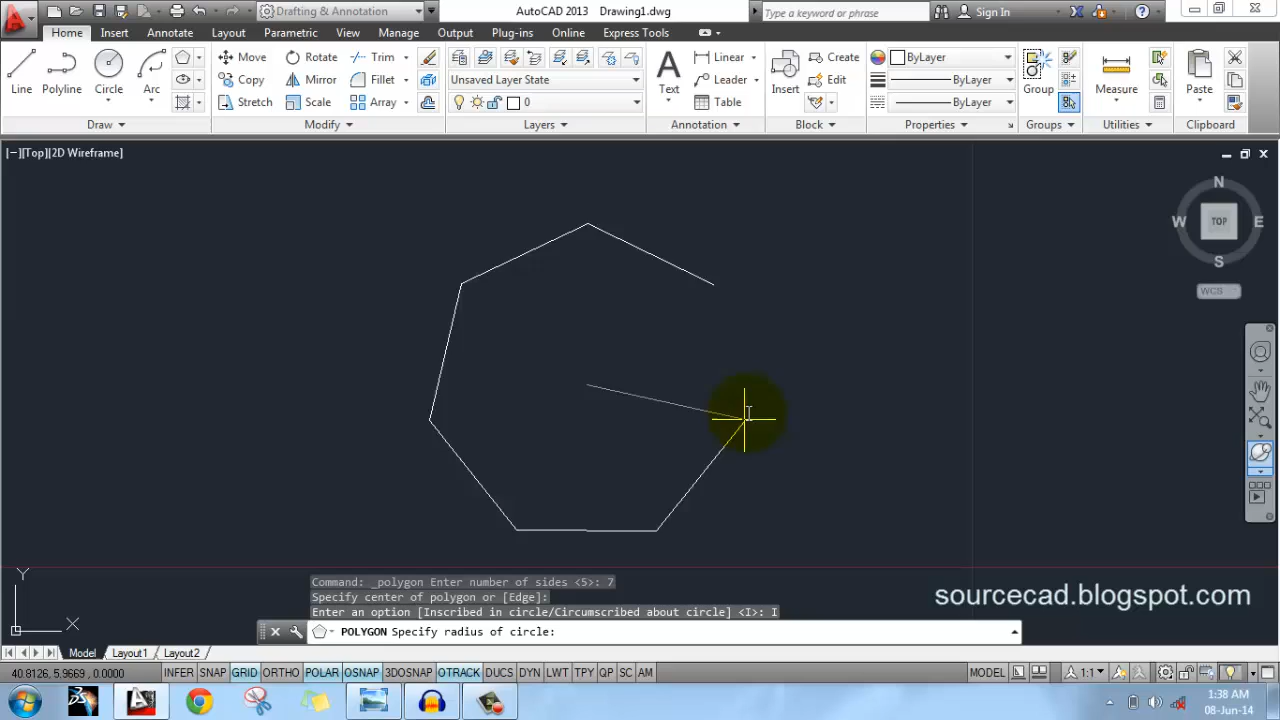 Drafting & Annotation
AutoCAD 2013 Drawing1.dwg
Type a keyword or phrase
Sign In
Home Insert Annotate Layout Parametric View Manage Output Plug-ins Online Express Tools
Line
Polyline
Circle
Arc
Draw
Move Rotate Trim
Copy Mirror Fillet
Stretch Scale Array
Modify
Unsaved Layer State
0
Layers
Text
Linear
Leader
Table
Annotation
Insert
Create
Edit
Block
ByLayer
ByLayer
ByLayer
Properties
Group
Groups
Measure
Utilities
Paste
Clipboard
[−][Top][2D Wireframe]
N
W TOP E
S
WCS
Y
X
Command: _polygon Enter number of sides <5>: 7
Specify center of polygon or [Edge]:
Enter an option [Inscribed in circle/Circumscribed about circle] <I>: I
POLYGON Specify radius of circle:
sourcecad.blogspot.com
Model Layout1 Layout2
40.8126, 5.9669 , 0.0000
INFER SNAP GRID ORTHO POLAR OSNAP 3DOSNAP OTRACK DUCS DYN LWT TPY QP SC AM
MODEL
1:1
1:38 AM
08-Jun-14